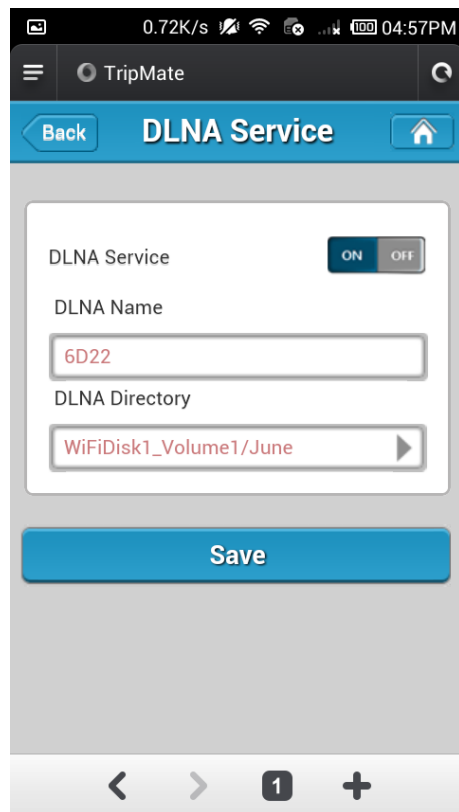 0.72K/s 100 04:57PM
TripMate
Back DLNA Service
DLNA Service ON OFF
DLNA Name
6D22
DLNA Directory
WiFiDisk1_Volume1/June
Save
1